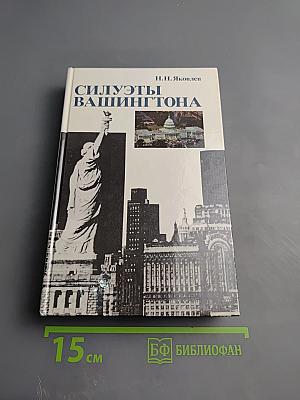 Н.Н. Яковлев
СИЛУЭТЫ
ВАШИНГТОНА
15 см
БФ БИБЛИОФАН